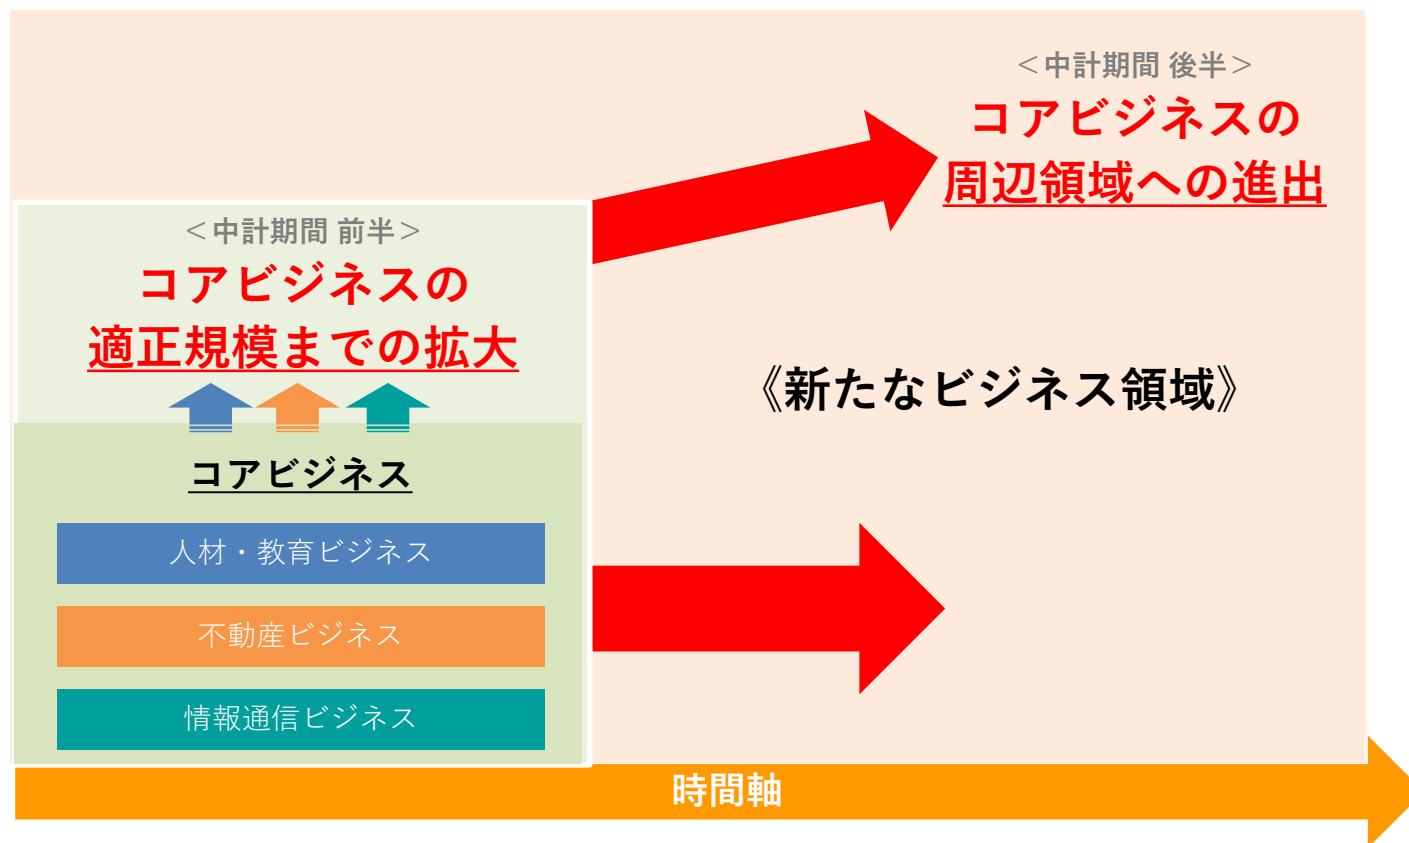 ＜中計期間 後半＞
コアビジネスの
周辺領域への進出
＜中計期間 前半＞
コアビジネスの
適正規模までの拡大
《新たなビジネス領域》
コアビジネス
人材・教育ビジネス
不動産ビジネス
情報通信ビジネス
時間軸